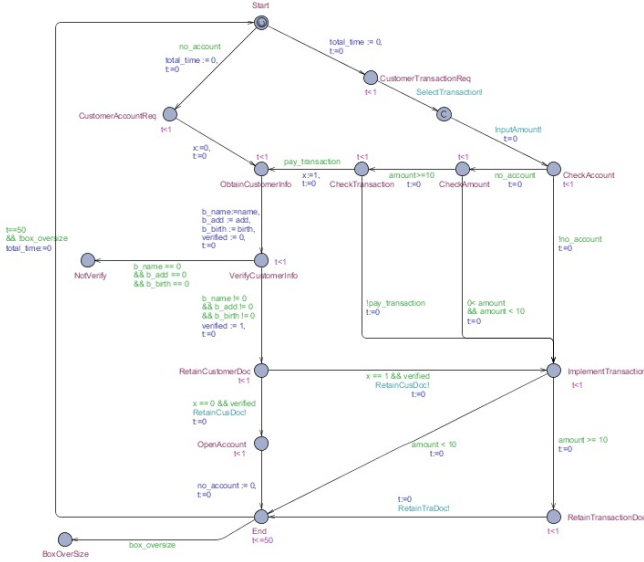 Start
no_account
total_time := 0,
t:=0
total_time := 0,
t:=0
CustomerTransactionReq
t<1
SelectTransaction!
C
CustomerAccountReq
t<1
InputAmount!
t:=0
x:=0,
t:=0
t<1
pay_transaction
x:=1,
t:=0
t<1
amount>=10
t:=0
t<1
no_account
t:=0
CheckAccount
t<1
ObtainCustomerInfo
CheckTransaction
CheckAmount
b_name:=name,
b_add := add,
b_birth := birth,
verified := 0,
t:=0
t==50
&& !box_oversize
total_time:=0
!no_account
t:=0
NotVerify
b_name == 0
&& b_add == 0
&& b_birth == 0
VerifyCustomerInfo
t<1
b_name != 0
&& b_add != 0
&& b_birth != 0
verified := 1,
t:=0
!pay_transaction
t:=0
0< amount
&& amount < 10
t:=0
RetainCustomerDoc
t<1
x == 1 && verified
RetainCusDoc!
t:=0
ImplementTransaction
t<1
x == 0 && verified
RetainCusDoc!
t:=0
OpenAccount
t<1
amount < 10
t:=0
amount >= 10
t:=0
no_account := 0,
t:=0
t:=0
RetainTraDoc!
RetainTransactionDoc
t<1
End
t<=50
box_oversize
BoxOverSize